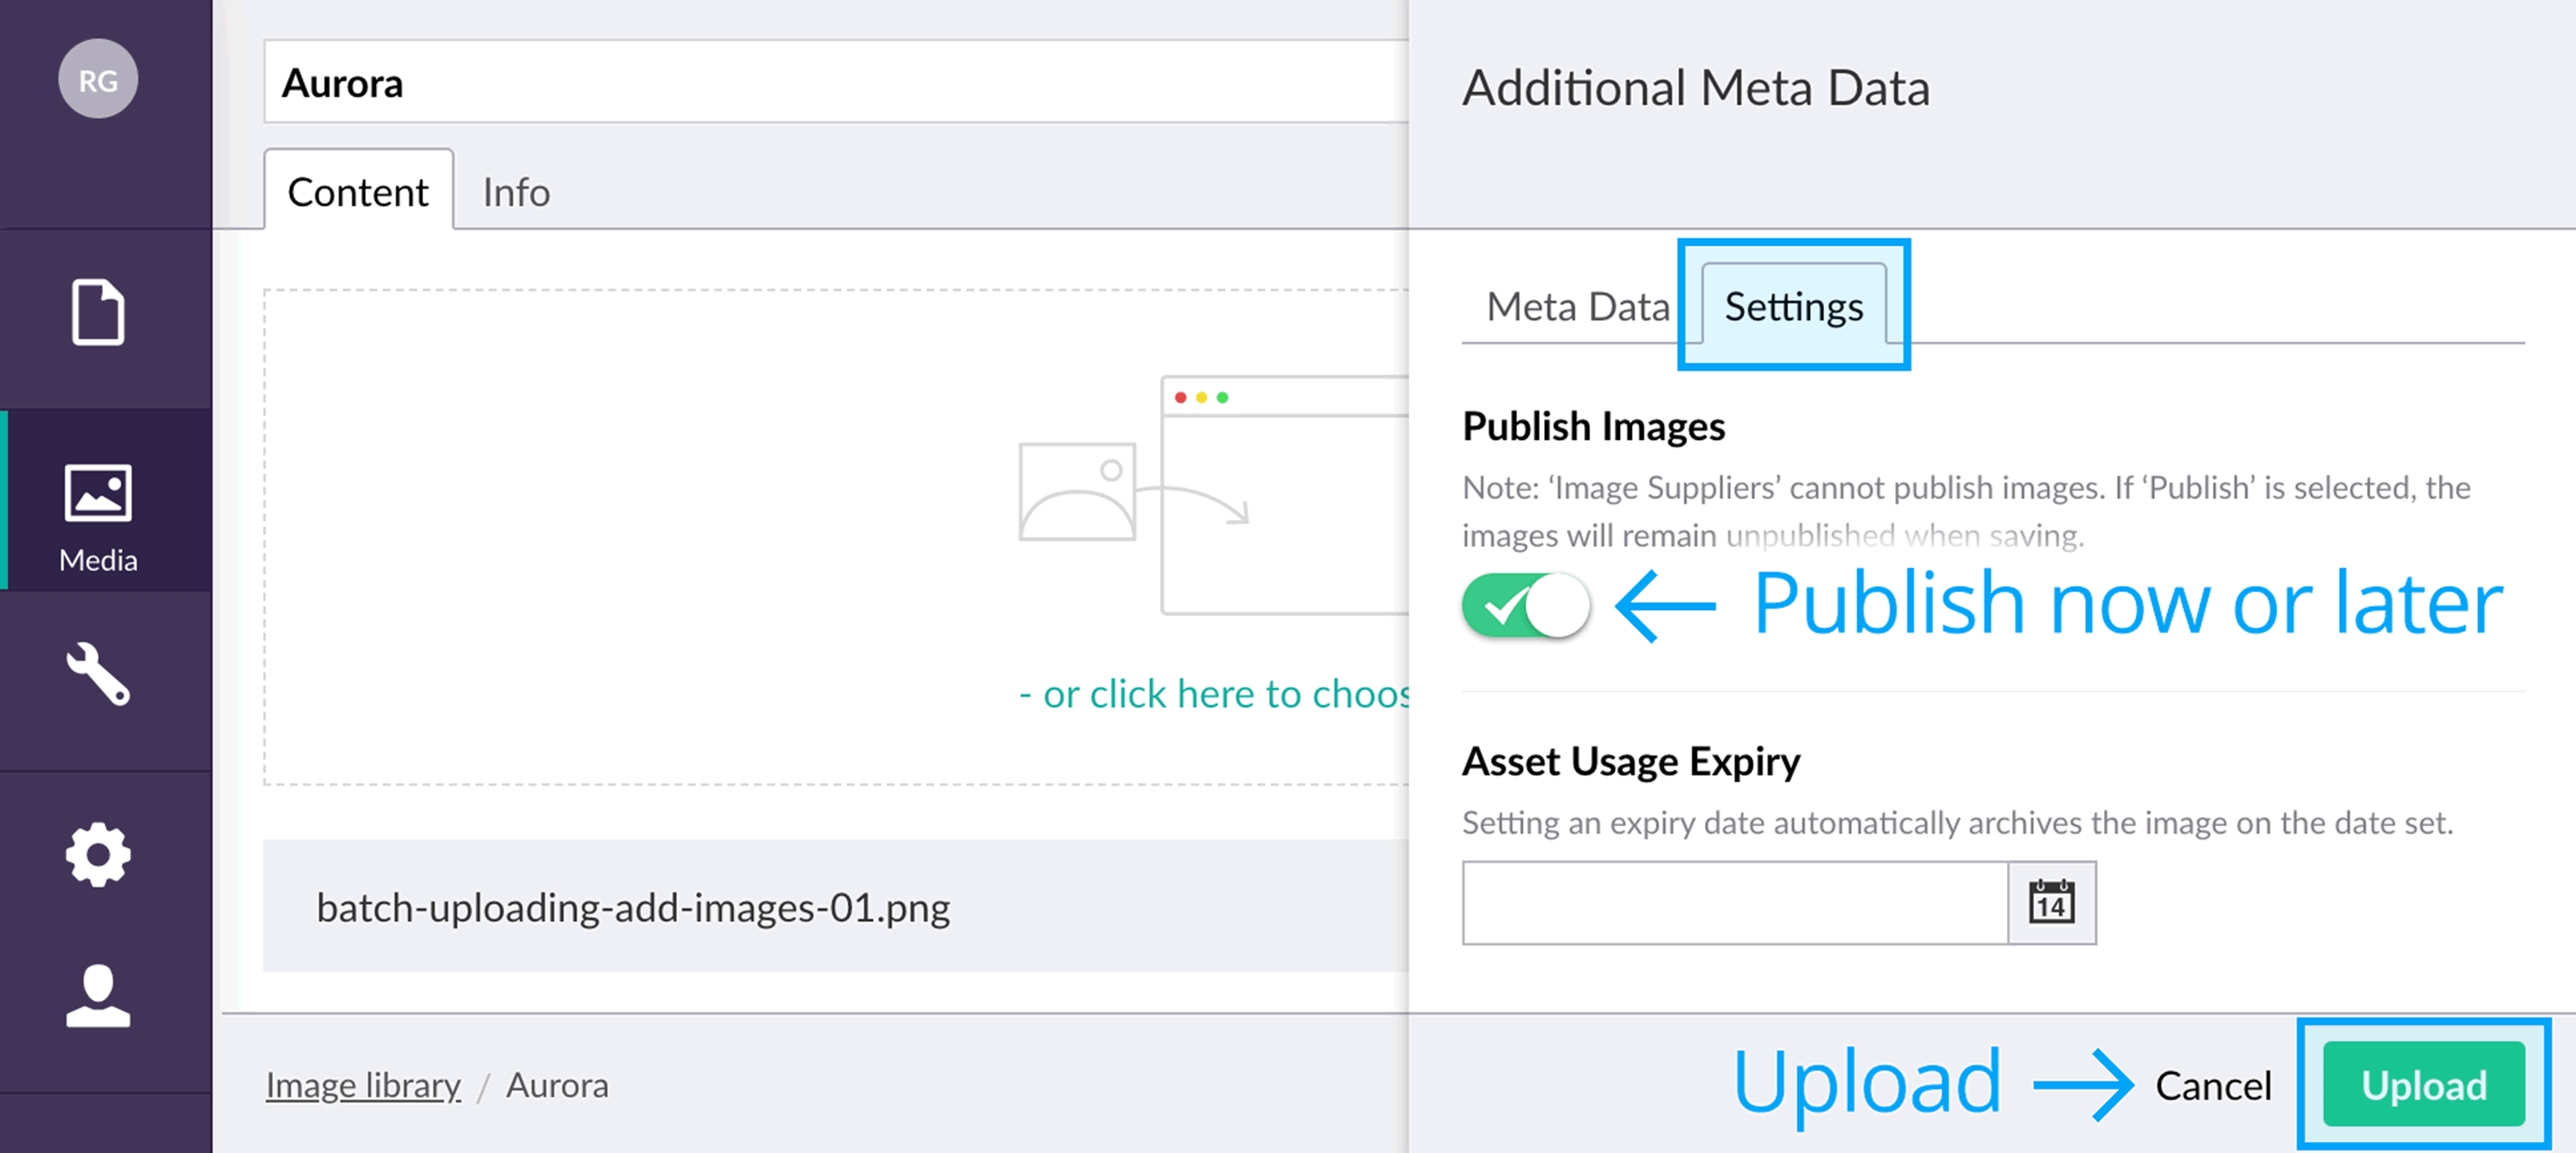 RG
Aurora
Content
Info
Media
- or click here to choos
batch-uploading-add-images-01.png
Image library / Aurora
Additional Meta Data
Meta Data
Settings
Publish Images
Note: ‘Image Suppliers’ cannot publish images. If ‘Publish’ is selected, the
images will remain unpublished when saving.
Publish now or later
Asset Usage Expiry
Setting an expiry date automatically archives the image on the date set.
14
Upload
Cancel
Upload